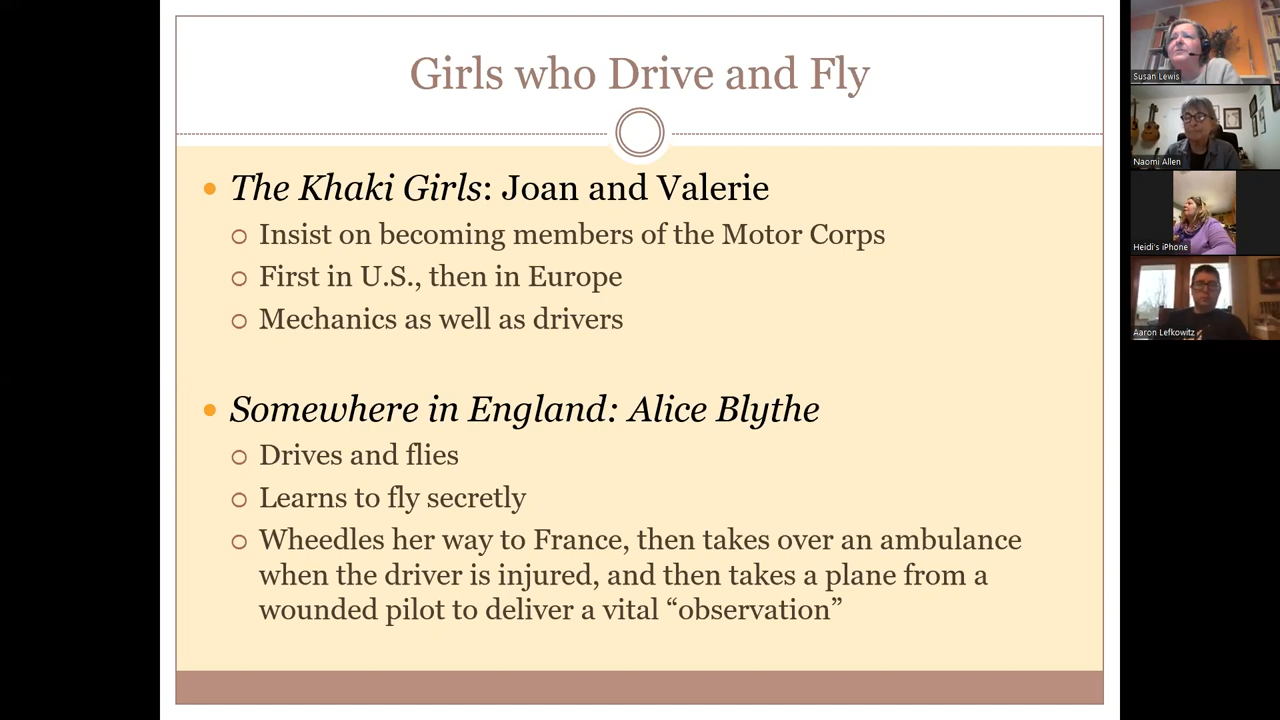 Girls who Drive and Fly
The Khaki Girls: Joan and Valerie
Insist on becoming members of the Motor Corps
First in U.S., then in Europe
Mechanics as well as drivers
Somewhere in England: Alice Blythe
Drives and flies
Learns to fly secretly
Wheedles her way to France, then takes over an ambulance
when the driver is injured, and then takes a plane from a
wounded pilot to deliver a vital “observation”
Susan Lewis
Naomi Allen
Heidi's iPhone
Aaron Lefkowitz